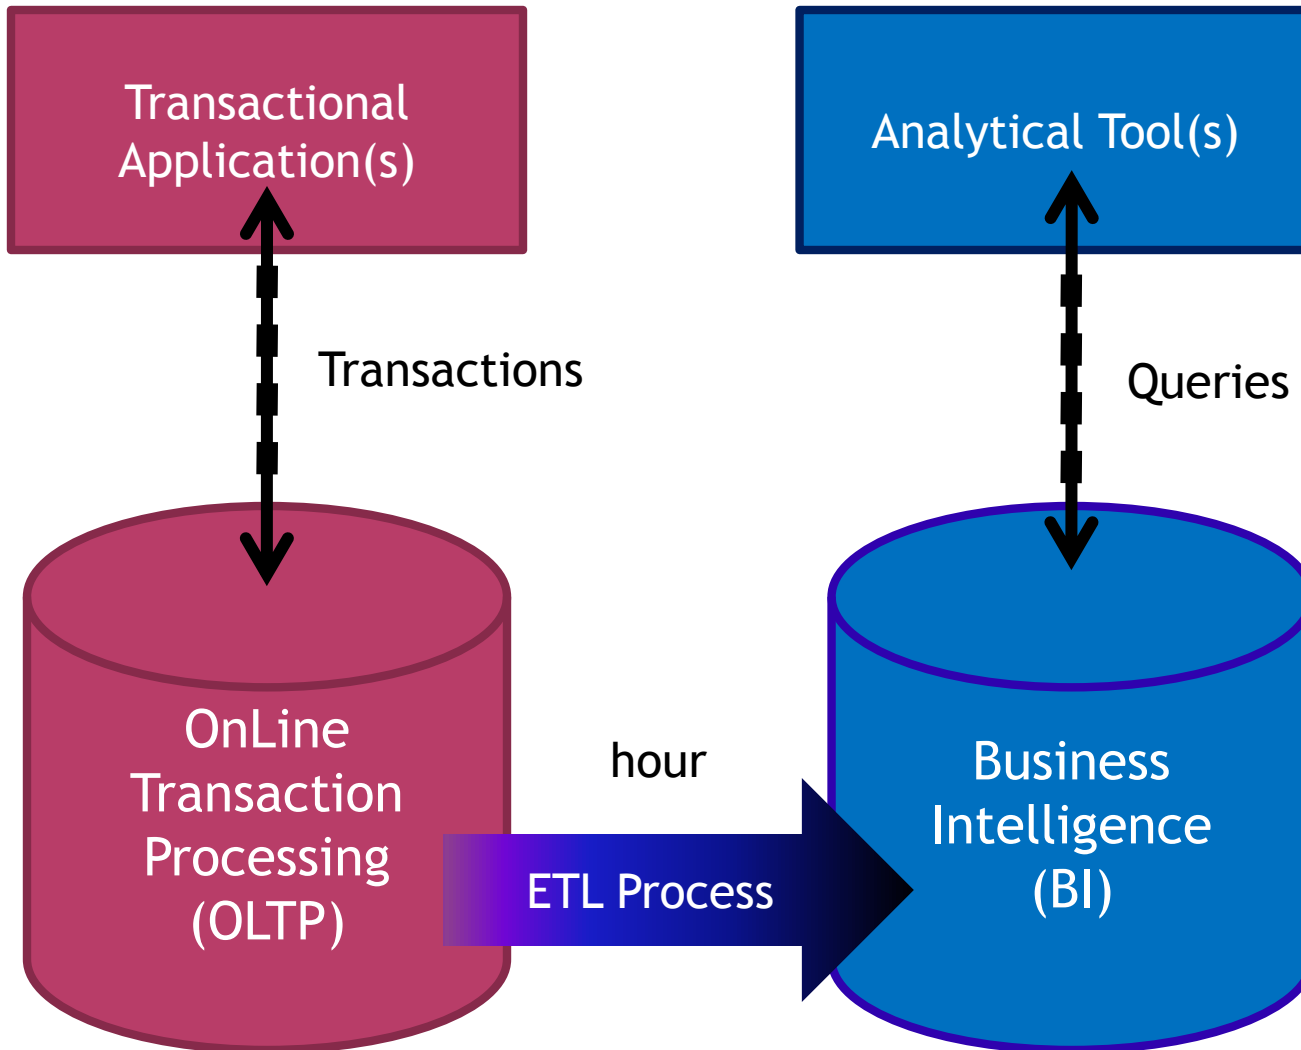 Transactional
Application(s)
Analytical Tool(s)
Transactions
Queries
OnLine
Transaction
Processing
(OLTP)
hour
ETL Process
Business
Intelligence
(BI)